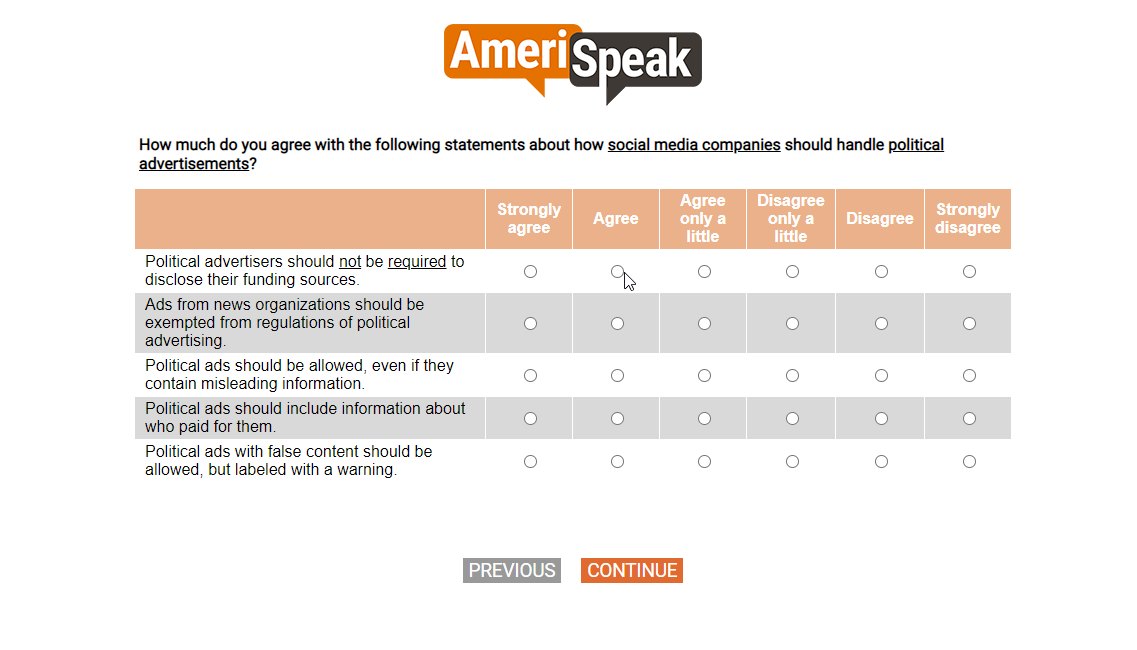 AmeriSpeak
How much do you agree with the following statements about how social media companies should handle political
advertisements?
Strongly
agree
Agree
Agree
only a
little
Disagree
only a
little
Disagree
Strongly
disagree
Political advertisers should not be required to
disclose their funding sources.
Ads from news organizations should be
exempted from regulations of political
advertising.
Political ads should be allowed, even if they
contain misleading information.
Political ads should include information about
who paid for them.
Political ads with false content should be
allowed, but labeled with a warning.
PREVIOUS CONTINUE